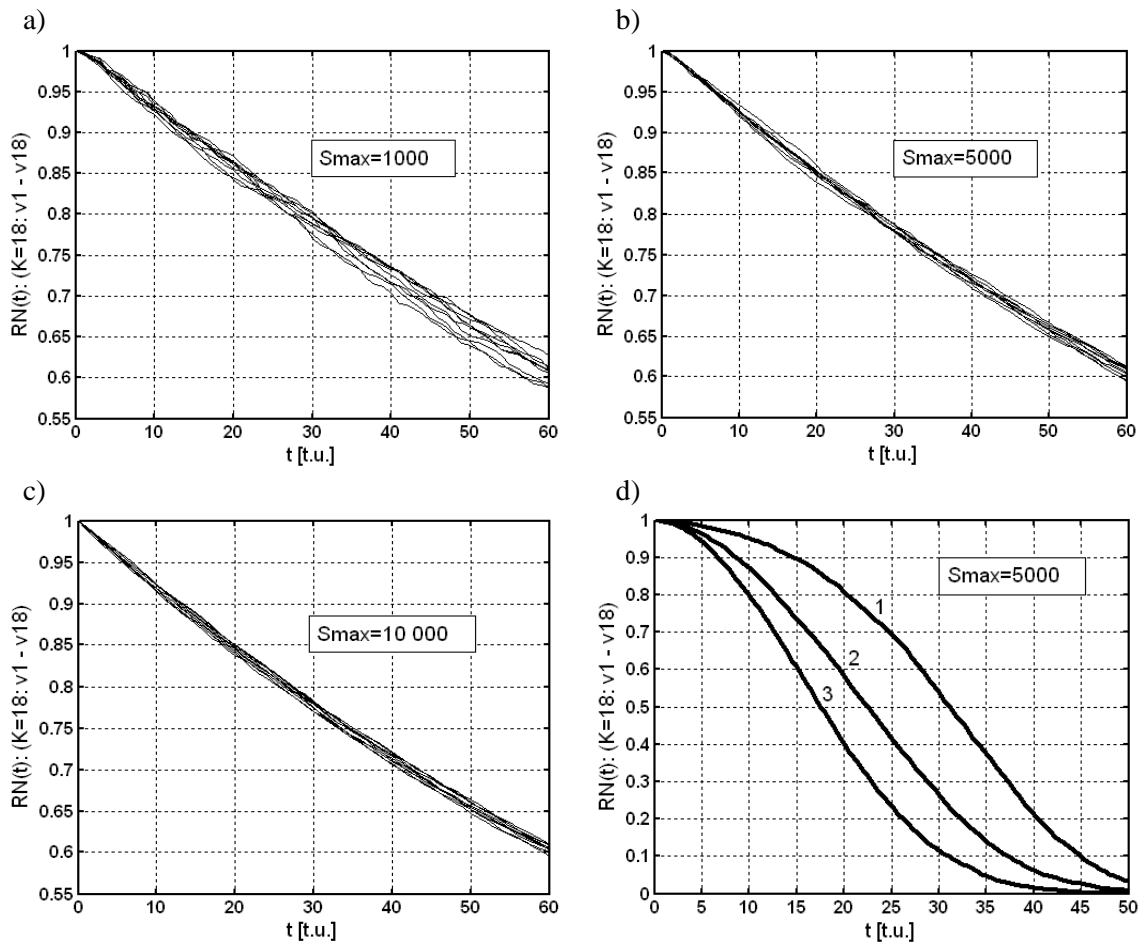 a)
1
0.95
0.9
0.85
0.8
0.75
0.7
0.65
0.6
0.55
RN(t): (K=18: v1 - v18)
Smax=1000
0 10 20 30 40 50 60
t [t.u.]
b)
1
0.95
0.9
0.85
0.8
0.75
0.7
0.65
0.6
0.55
RN(t): (K=18: v1 - v18)
Smax=5000
0 10 20 30 40 50 60
t [t.u.]
c)
1
0.95
0.9
0.85
0.8
0.75
0.7
0.65
0.6
0.55
RN(t): (K=18: v1 - v18)
Smax=10 000
0 10 20 30 40 50 60
t [t.u.]
d)
1
0.9
0.8
0.7
0.6
0.5
0.4
0.3
0.2
0.1
0
RN(t): (K=18: v1 - v18)
Smax=5000
1
2
3
0 5 10 15 20 25 30 35 40 45 50
t [t.u.]